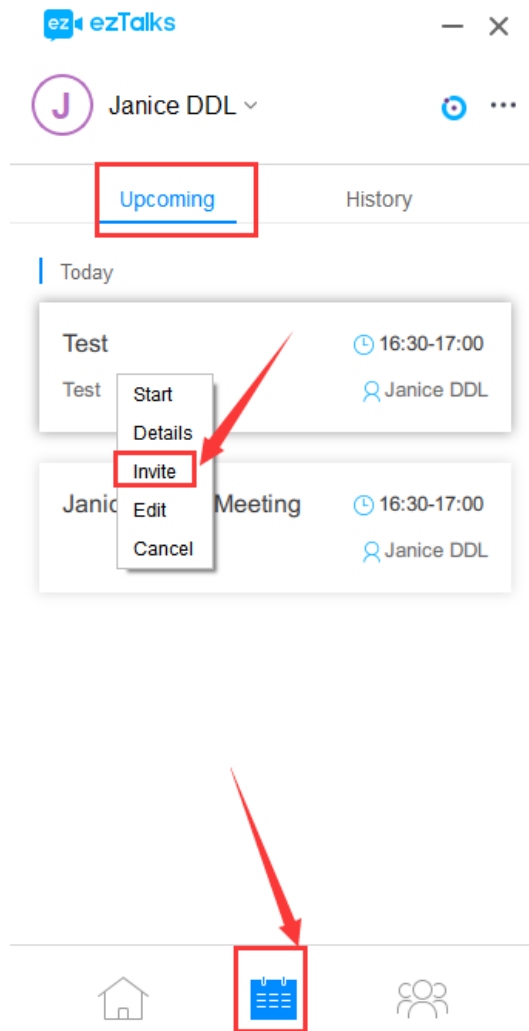 ez ezTalks
J Janice DDL
Upcoming History
Today
Test 16:30-17:00
Test Janice DDL
Start
Details
Invite
Edit
Cancel
Meeting 16:30-17:00
Janice DDL